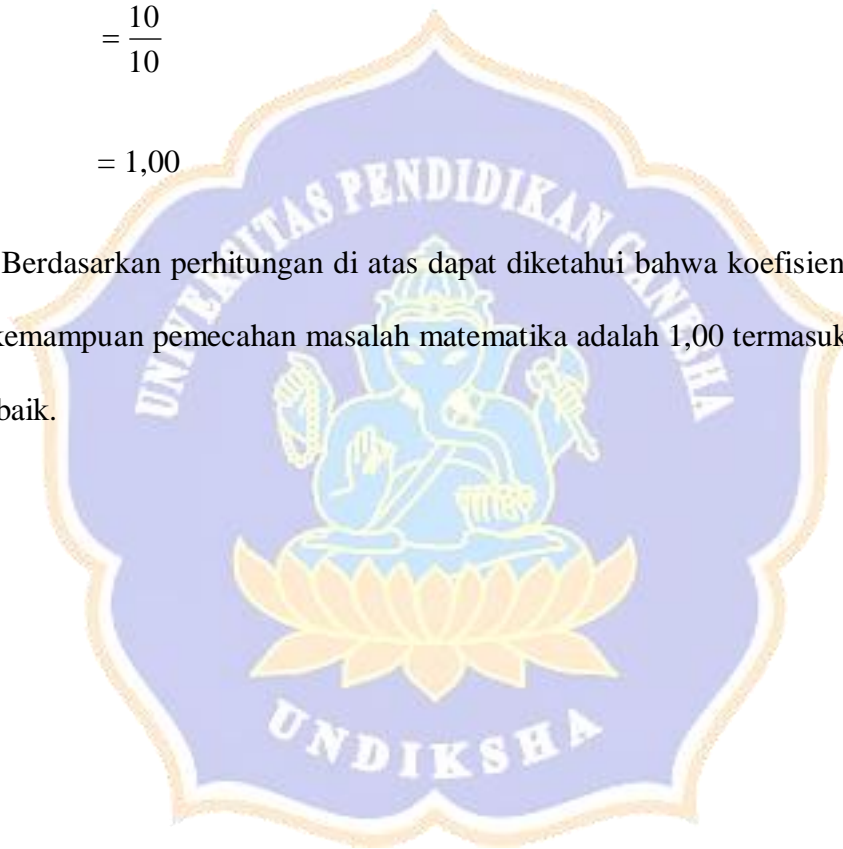 = 10/10
= 1,00
Berdasarkan perhitungan di atas dapat diketahui bahwa koefisien
kemampuan pemecahan masalah matematika adalah 1,00 termasuk
baik.
UNIVERSITAS PENDIDIKAN GANESHA
UNDIKSHA